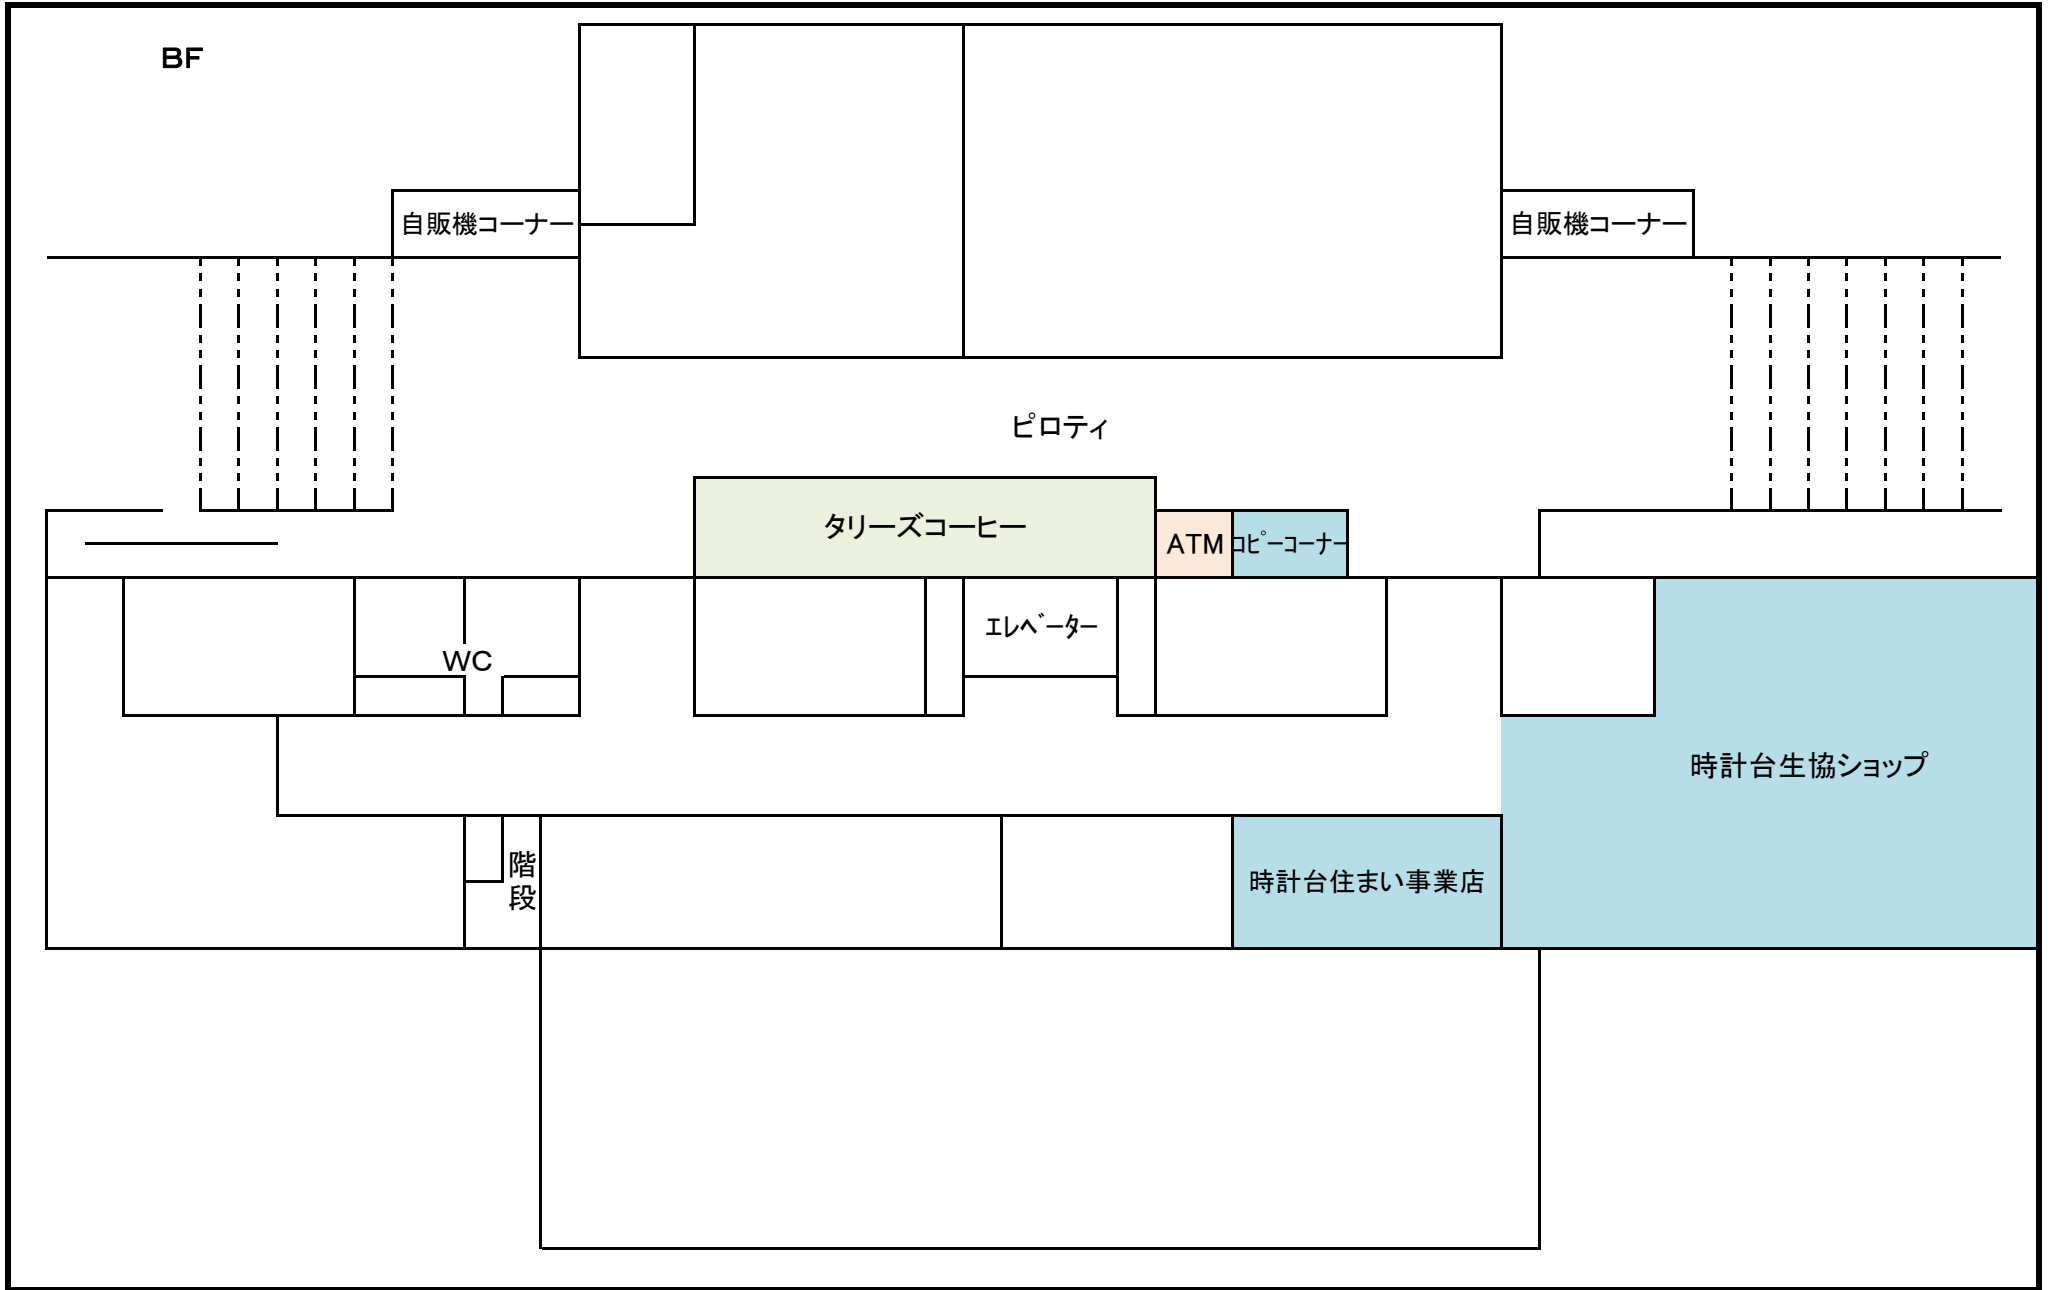 BF
自販機コーナー
自販機コーナー
ピロティ
タリーズコーヒー
ATM
ｺﾋﾟｰｺｰﾅｰ
ｴﾚﾍﾞｰﾀｰ
WC
時計台生協ショップ
階
段
時計台住まい事業店